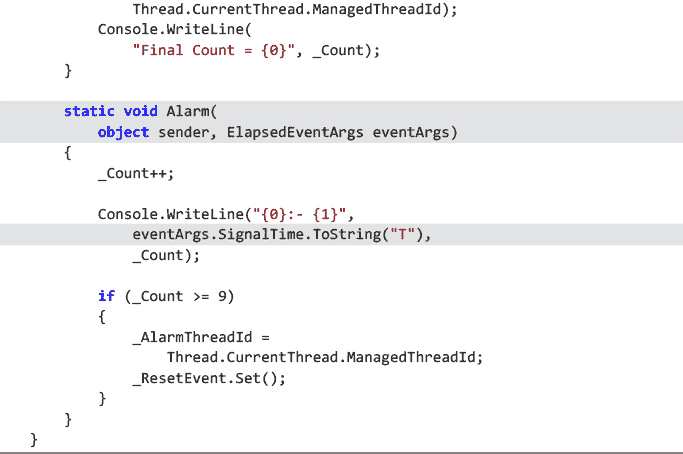 Thread.CurrentThread.ManagedThreadId);
Console.WriteLine(
"Final Count = {0}", _Count);
}
static void Alarm(
object sender, ElapsedEventArgs eventArgs)
{
_Count++;
Console.WriteLine("{0}:- {1}",
eventArgs.SignalTime.ToString("T"),
_Count);
if (_Count >= 9)
{
_AlarmThreadId =
Thread.CurrentThread.ManagedThreadId;
_ResetEvent.Set();
}
}
}